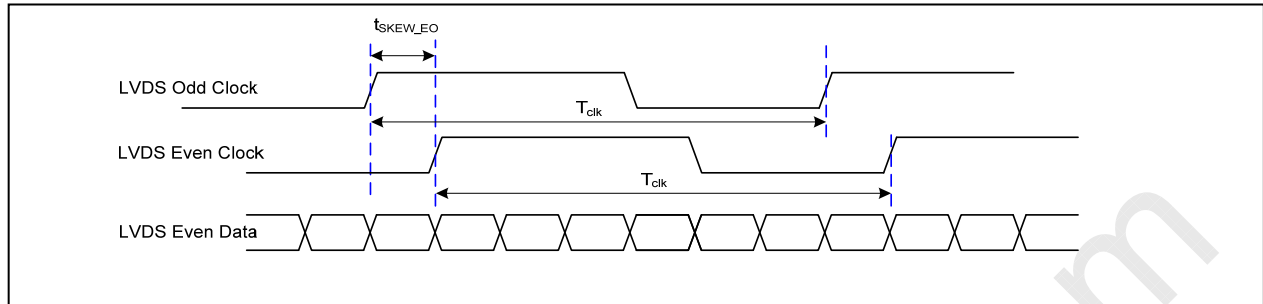 tSKEW_EO
LVDS Odd Clock
Tclk
LVDS Even Clock
Tclk
LVDS Even Data
m